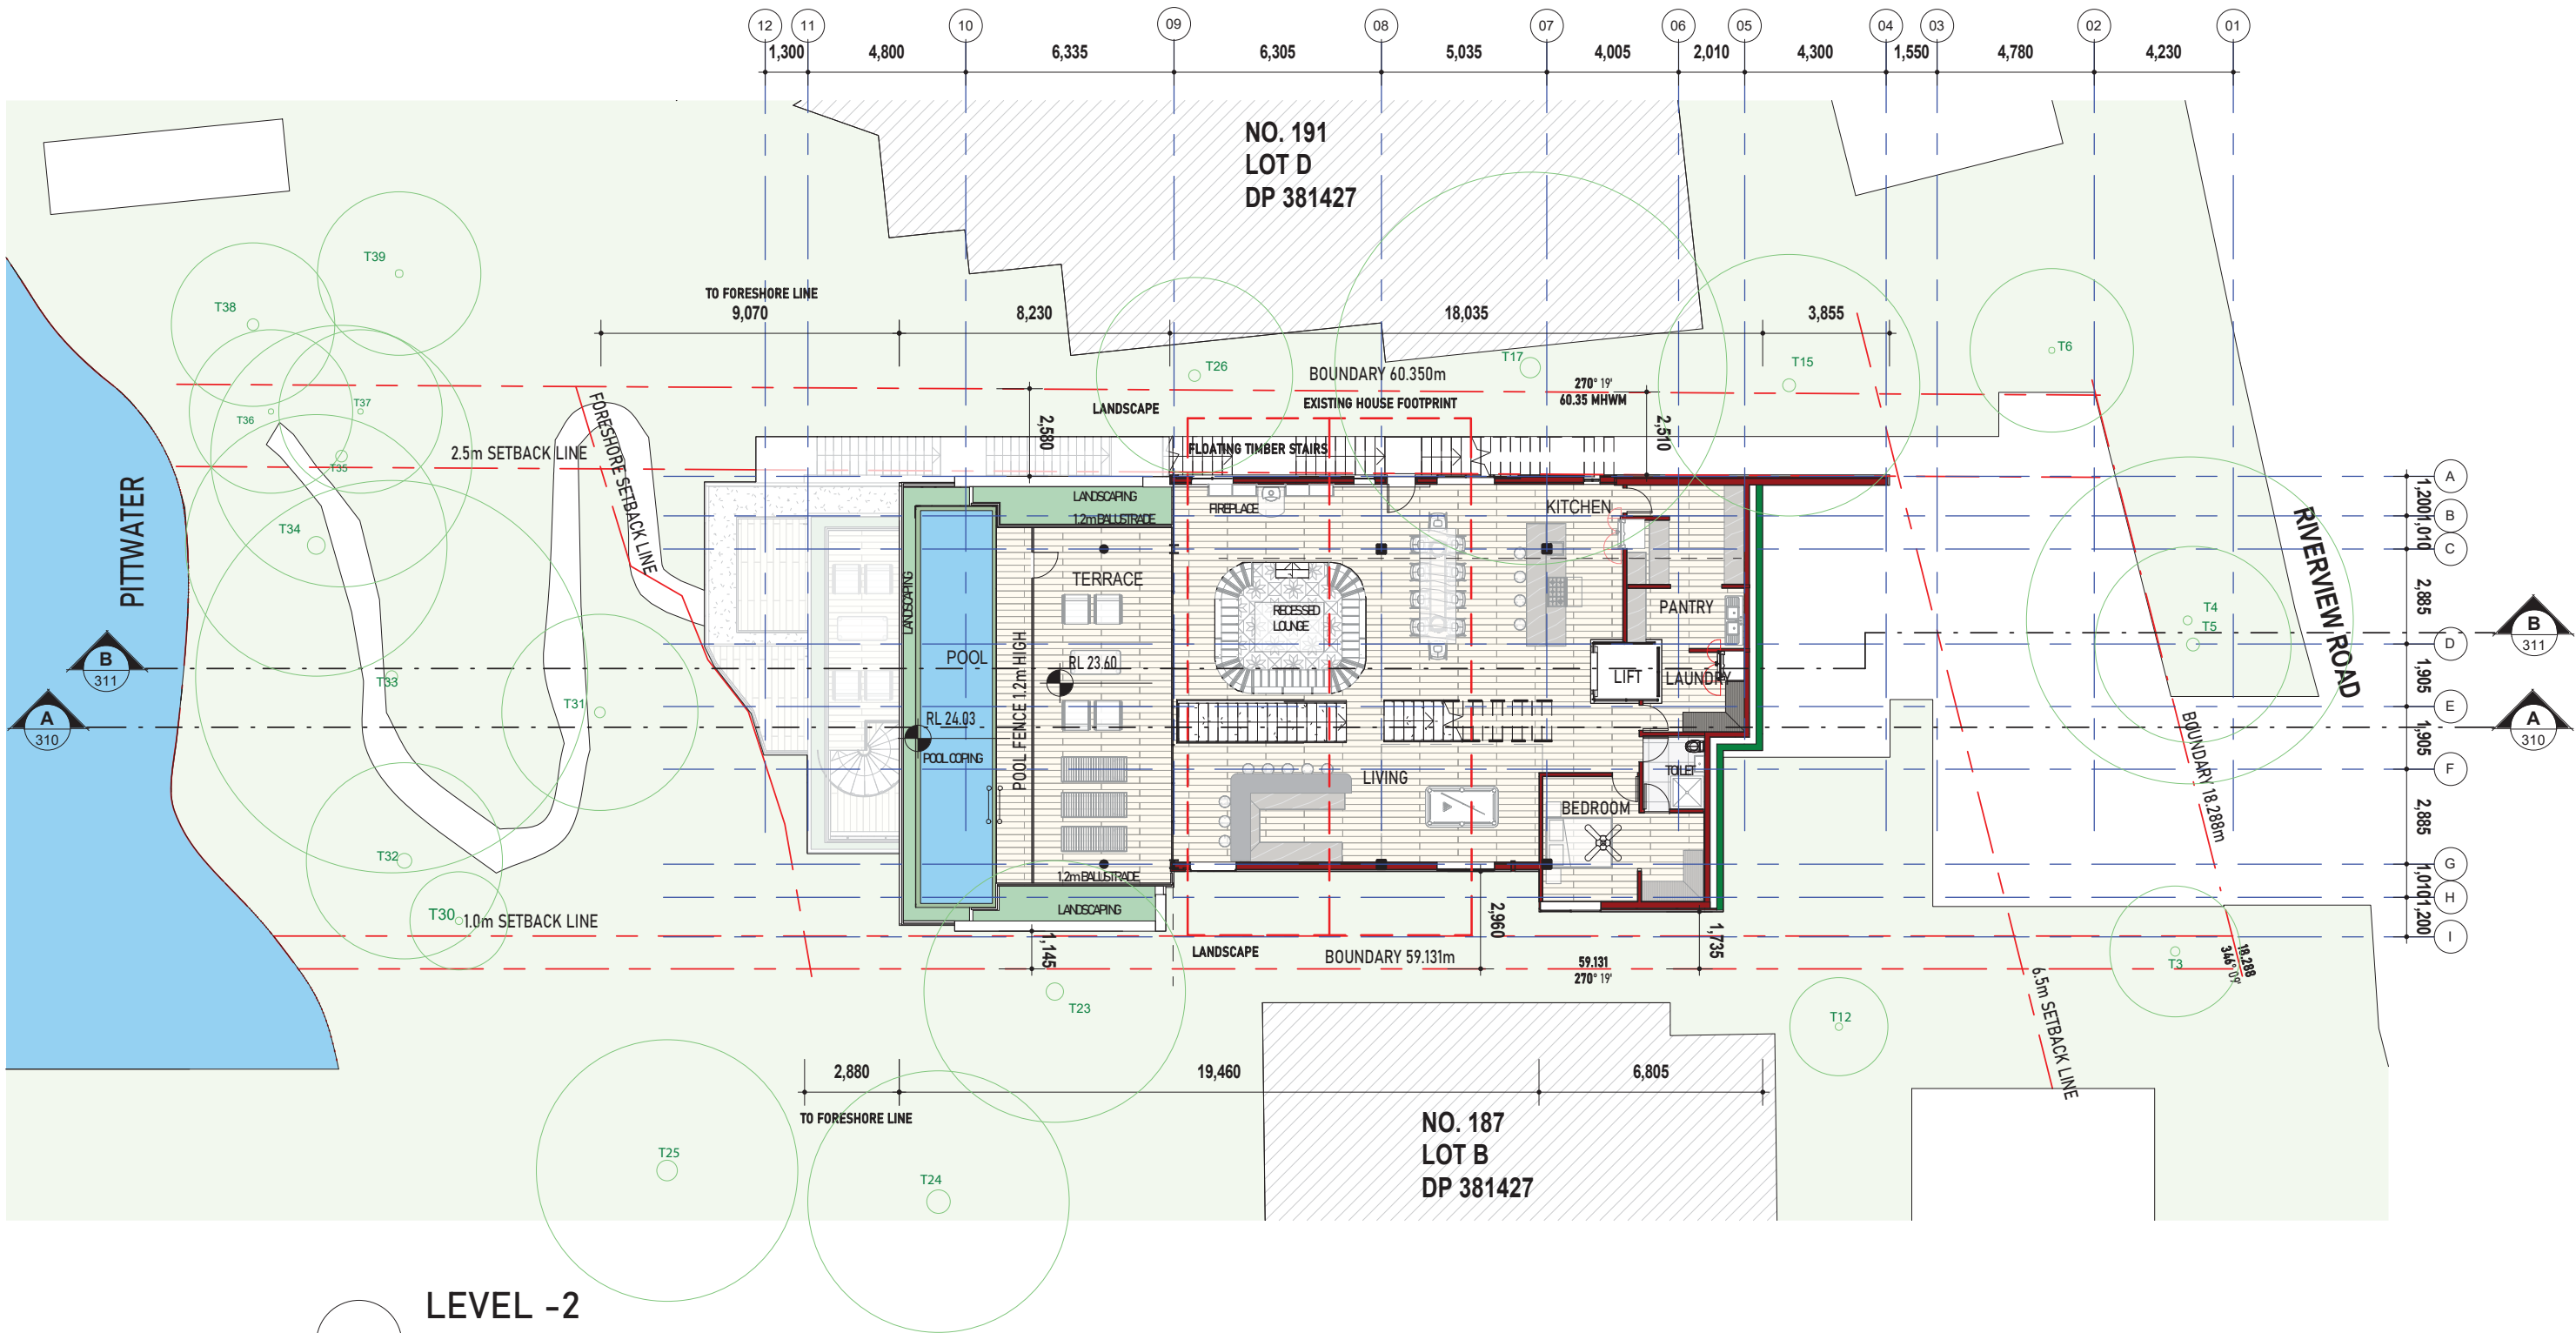 12 11 10 09 08 07 06 05 04 03 02 01
1,300 4,800 6,335 6,305 5,035 4,005 2,010 4,300 1,550 4,780 4,230
NO. 191
LOT D
DP 381427
T39
T38
TO FORESHORE LINE
9,070 8,230 18,035 3,855
T26
T17
T15
T6
BOUNDARY 60.350m
270° 19'
60.35 MHWM
T37
T36
T35
FORESHORE SETBACK LINE
LANDSCAPE
EXISTING HOUSE FOOTPRINT
2,580
2,510
2.5m SETBACK LINE
FLOATING TIMBER STAIRS
PITTWATER
T34
LANDSCAPING
1.2m BALUSTRADE
FIREPLACE
KITCHEN
RIVERVIEW ROAD
A
1,200
B
1,010
C
2,885
D
1,905
E
1,905
F
2,885
G
1,010
H
1,200
I
LANDSCAPING
TERRACE
RECESSED
LOUNGE
PANTRY
T4
T5
B
311
B
311
POOL
POOL FENCE 1.2m HIGH
RL 23.60
LIFT
LAUNDRY
T33
T31
A
310
A
310
RL 24.03
POOL COPING
BOUNDARY 18.288m
LIVING
TOILET
BEDROOM
T32
1.2m BALUSTRADE
LANDSCAPING
T30
1.0m SETBACK LINE
1,145
2,960
1,735
LANDSCAPE
BOUNDARY 59.131m
59.131
270° 19'
T3
18.288
346° 09'
6.5m SETBACK LINE
T23
T12
2,880 19,460 6,805
TO FORESHORE LINE
NO. 187
LOT B
DP 381427
T25
T24
LEVEL -2